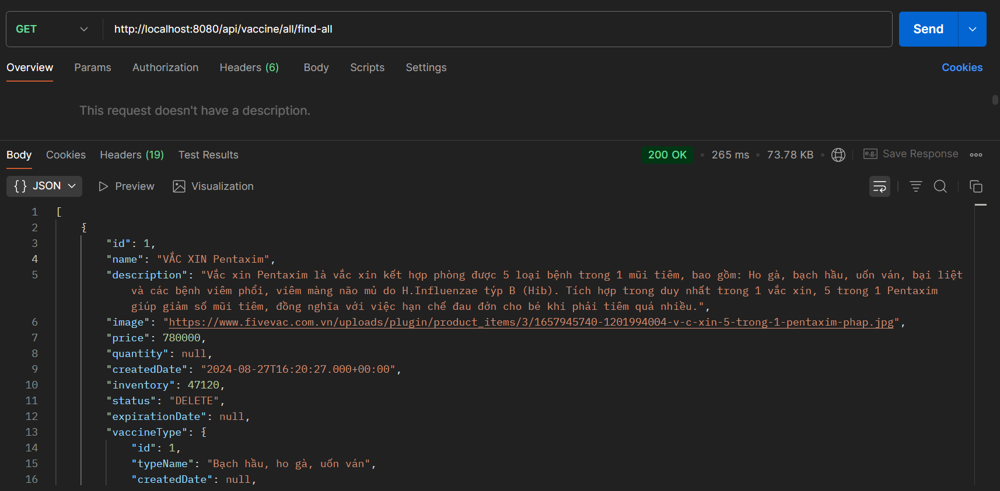 GET http://localhost:8080/api/vaccine/all/find-all Send
Overview Params Authorization Headers (6) Body Scripts Settings Cookies
This request doesn't have a description.
Body Cookies Headers (19) Test Results 200 OK 265 ms 73.78 KB e.g. Save Response
{} JSON Preview Visualization
1 [
2 {
3 "id": 1,
4 "name": "VẮC XIN Pentaxim",
5 "description": "Vắc xin Pentaxim là vắc xin kết hợp phòng được 5 loại bệnh trong 1 mũi tiêm, bao gồm: Ho gà, bạch hầu, uốn ván, bại liệt
và các bệnh viêm phổi, viêm màng não mủ do H.Influenzae týp B (Hib). Tích hợp trong duy nhất trong 1 vắc xin, 5 trong 1 Pentaxim
giúp giảm số mũi tiêm, đồng nghĩa với việc hạn chế đau đớn cho bé khi phải tiêm quá nhiều.",
6 "image": "https://www.fivevac.com.vn/uploads/plugin/product_items/3/1657945740-1201994004-v-c-xin-5-trong-1-pentaxim-phap.jpg",
7 "price": 780000,
8 "quantity": null,
9 "createdDate": "2024-08-27T16:20:27.000+00:00",
10 "inventory": 47120,
11 "status": "DELETE",
12 "expirationDate": null,
13 "vaccineType": {
14 "id": 1,
15 "typeName": "Bạch hầu, ho gà, uốn ván",
16 "createdDate": null,